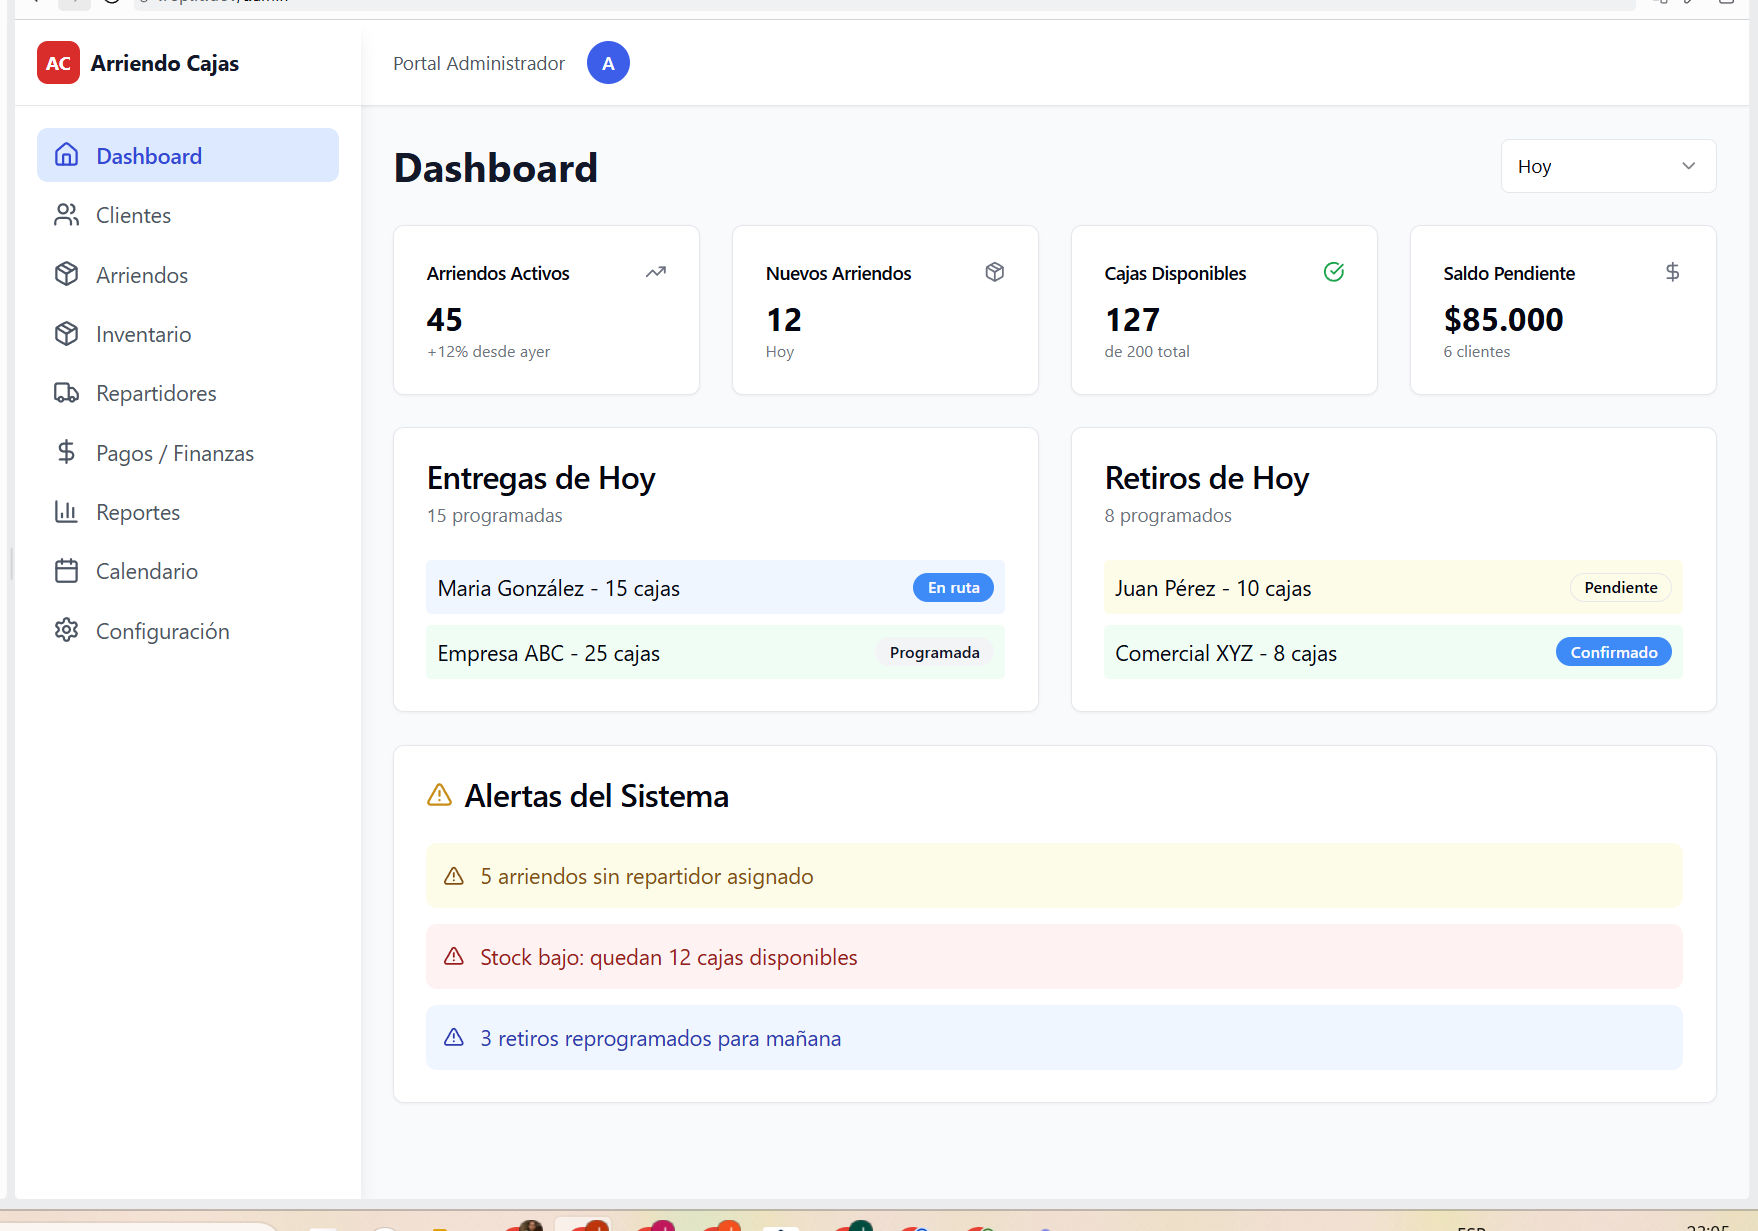 AC Arriendo Cajas
Portal Administrador A
Dashboard
Clientes
Arriendos
Inventario
Repartidores
Pagos / Finanzas
Reportes
Calendario
Configuración
Dashboard
Hoy
Arriendos Activos
45
+12% desde ayer
Nuevos Arriendos
12
Hoy
Cajas Disponibles
127
de 200 total
Saldo Pendiente
$85.000
6 clientes
Entregas de Hoy
15 programadas
Maria González - 15 cajas En ruta
Empresa ABC - 25 cajas Programada
Retiros de Hoy
8 programados
Juan Pérez - 10 cajas Pendiente
Comercial XYZ - 8 cajas Confirmado
Alertas del Sistema
5 arriendos sin repartidor asignado
Stock bajo: quedan 12 cajas disponibles
3 retiros reprogramados para mañana